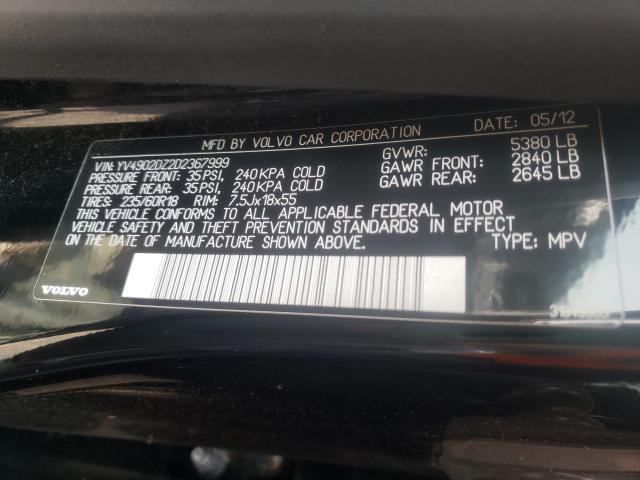 MFD BY VOLVO CAR CORPORATION DATE: 05/12
VIN: YV4902DZ2D2367999
PRESSURE FRONT: 35PSI, 240KPA COLD
PRESSURE REAR: 35PSI, 240KPA COLD
TIRES: 235/60R18 RIM: 7.5Jx18x55
GVWR: 5380 LB
GAWR FRONT: 2840 LB
GAWR REAR: 2645 LB
THIS VEHICLE CONFORMS TO ALL APPLICABLE FEDERAL MOTOR
VEHICLE SAFETY AND THEFT PREVENTION STANDARDS IN EFFECT
ON THE DATE OF MANUFACTURE SHOWN ABOVE.
TYPE: MPV
VOLVO